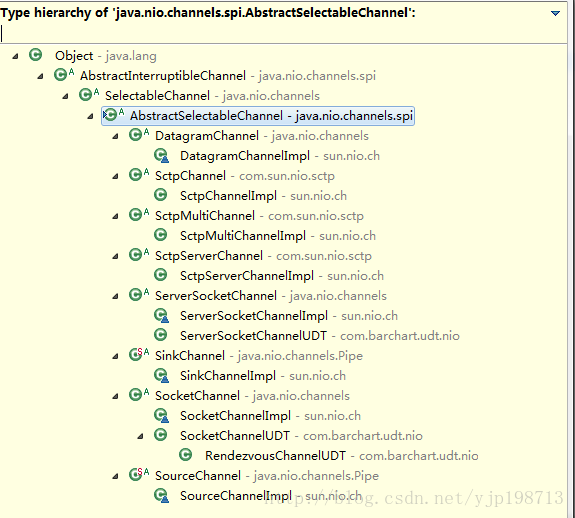 Type hierarchy of 'java.nio.channels.spi.AbstractSelectableChannel':
Object - java.lang
AbstractInterruptibleChannel - java.nio.channels.spi
SelectableChannel - java.nio.channels
AbstractSelectableChannel - java.nio.channels.spi
DatagramChannel - java.nio.channels
DatagramChannelImpl - sun.nio.ch
SctpChannel - com.sun.nio.sctp
SctpChannelImpl - sun.nio.ch
SctpMultiChannel - com.sun.nio.sctp
SctpMultiChannelImpl - sun.nio.ch
SctpServerChannel - com.sun.nio.sctp
SctpServerChannelImpl - sun.nio.ch
ServerSocketChannel - java.nio.channels
ServerSocketChannelImpl - sun.nio.ch
ServerSocketChannelUDT - com.barchart.udt.nio
SinkChannel - java.nio.channels.Pipe
SinkChannelImpl - sun.nio.ch
SocketChannel - java.nio.channels
SocketChannelImpl - sun.nio.ch
SocketChannelUDT - com.barchart.udt.nio
RendezvousChannelUDT - com.barchart.udt.nio
SourceChannel - java.nio.channels.Pipe
SourceChannelImpl - sun.nio.ch
http://blog.csdn.net/yjp198713